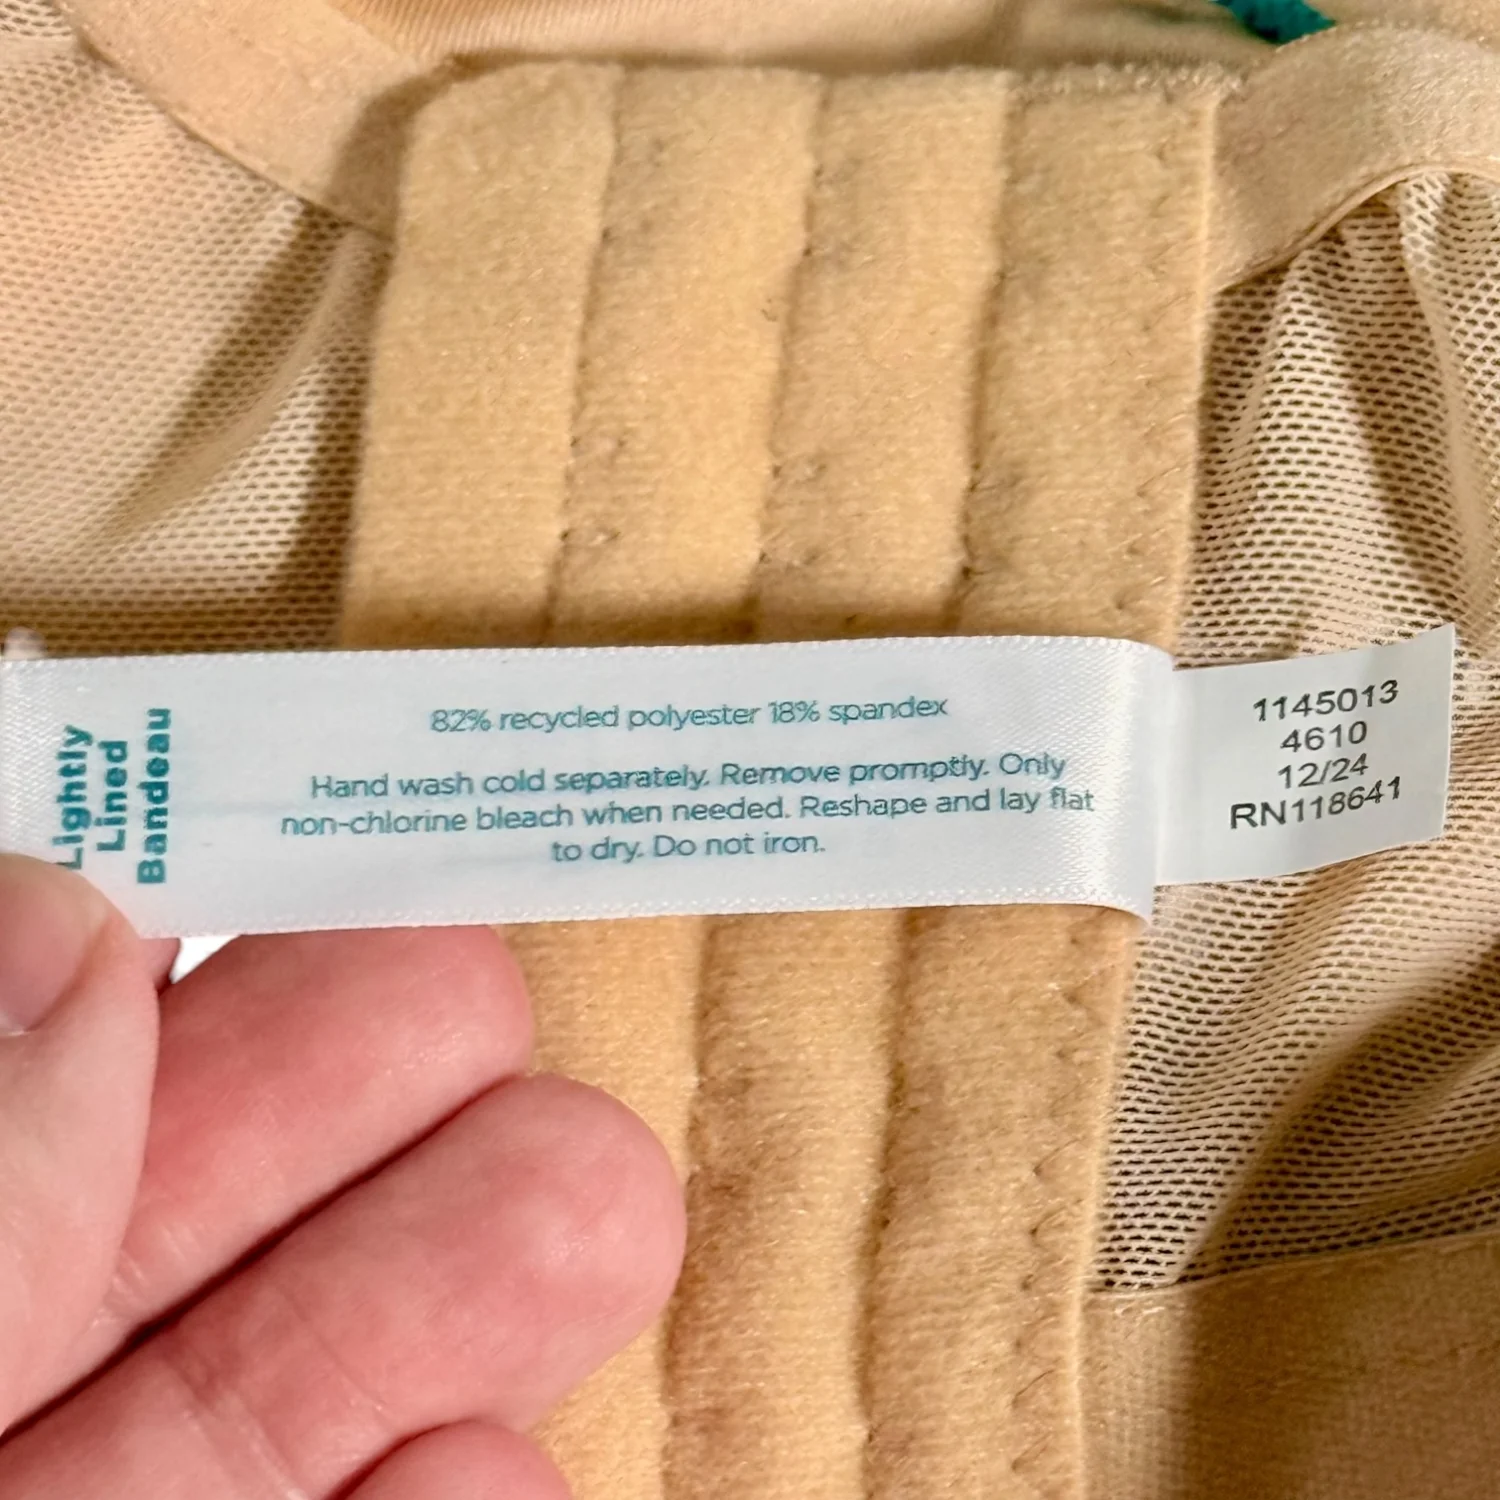 Lightly
Lined
Bandeau
82% recycled polyester 18% spandex
Hand wash cold separately. Remove promptly. Only
non-chlorine bleach when needed. Reshape and lay flat
to dry. Do not iron.
1145013
4610
12/24
RN118641